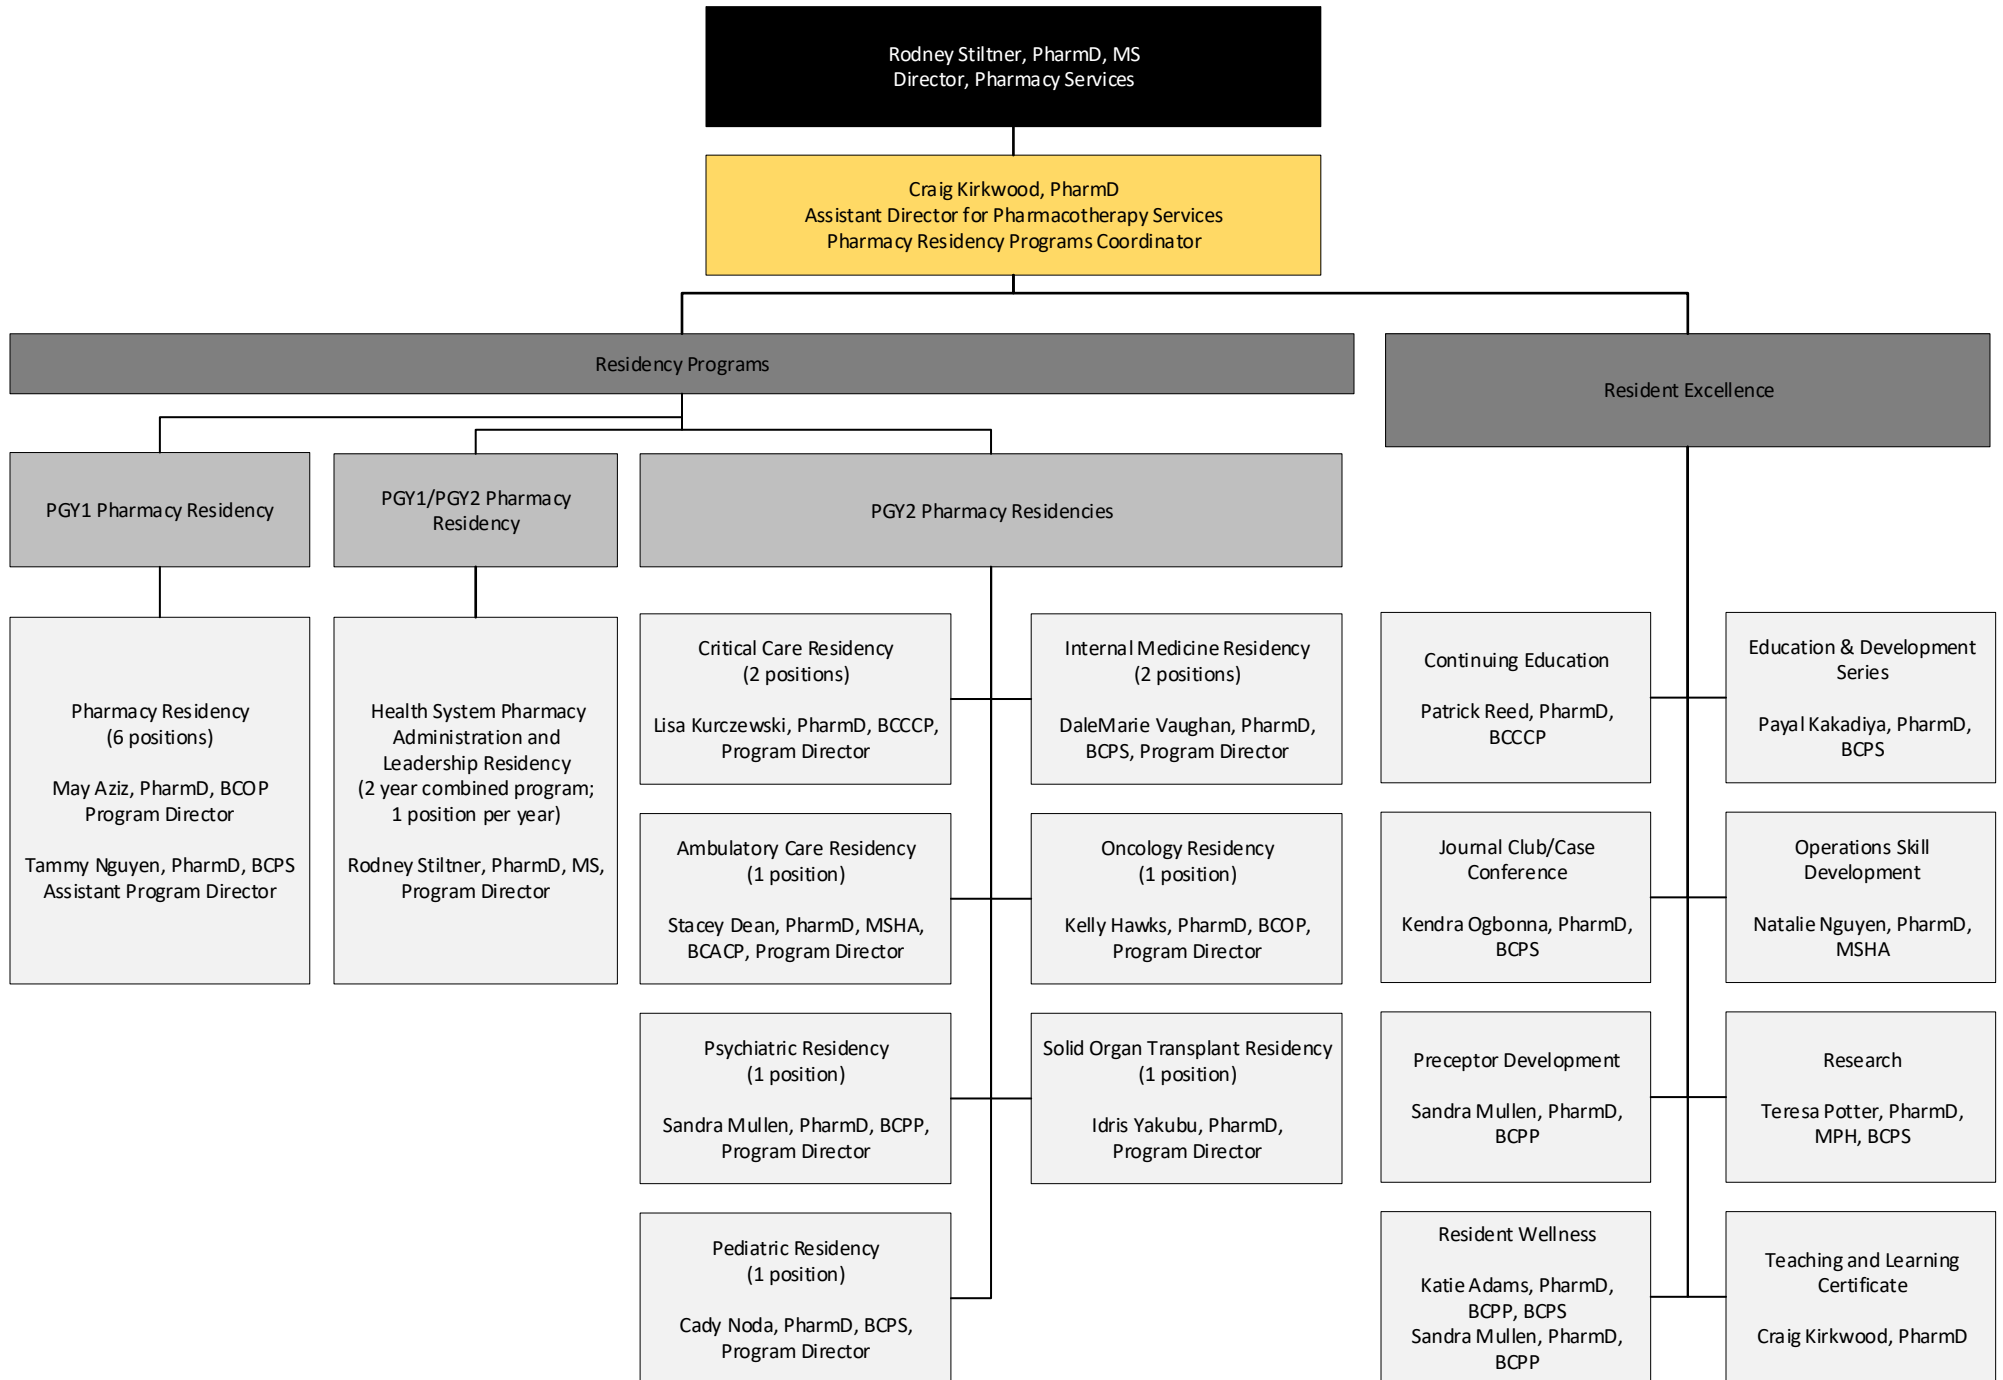 Rodney Stiltner, PharmD, MS
Director, Pharmacy Services
Craig Kirkwood, PharmD
Assistant Director for Pharmacotherapy Services
Pharmacy Residency Programs Coordinator
Residency Programs
Resident Excellence
PGY1 Pharmacy Residency
PGY1/PGY2 Pharmacy
Residency
PGY2 Pharmacy Residencies
Pharmacy Residency
(6 positions)
May Aziz, PharmD, BCOP
Program Director
Tammy Nguyen, PharmD, BCPS
Assistant Program Director
Health System Pharmacy
Administration and
Leadership Residency
(2 year combined program;
1 position per year)
Rodney Stiltner, PharmD, MS,
Program Director
Critical Care Residency
(2 positions)
Lisa Kurczewski, PharmD, BCCCP,
Program Director
Internal Medicine Residency
(2 positions)
DaleMarie Vaughan, PharmD,
BCPS, Program Director
Ambulatory Care Residency
(1 position)
Stacey Dean, PharmD, MSHA,
BCACP, Program Director
Oncology Residency
(1 position)
Kelly Hawks, PharmD, BCOP,
Program Director
Psychiatric Residency
(1 position)
Sandra Mullen, PharmD, BCPP,
Program Director
Solid Organ Transplant Residency
(1 position)
Idris Yakubu, PharmD,
Program Director
Pediatric Residency
(1 position)
Cady Noda, PharmD, BCPS,
Program Director
Continuing Education
Patrick Reed, PharmD,
BCCCP
Education & Development
Series
Payal Kakadiya, PharmD,
BCPS
Journal Club/Case
Conference
Kendra Ogbonna, PharmD,
BCPS
Operations Skill
Development
Natalie Nguyen, PharmD,
MSHA
Preceptor Development
Sandra Mullen, PharmD,
BCPP
Research
Teresa Potter, PharmD,
MPH, BCPS
Resident Wellness
Katie Adams, PharmD,
BCPP, BCPS
Sandra Mullen, PharmD,
BCPP
Teaching and Learning
Certificate
Craig Kirkwood, PharmD